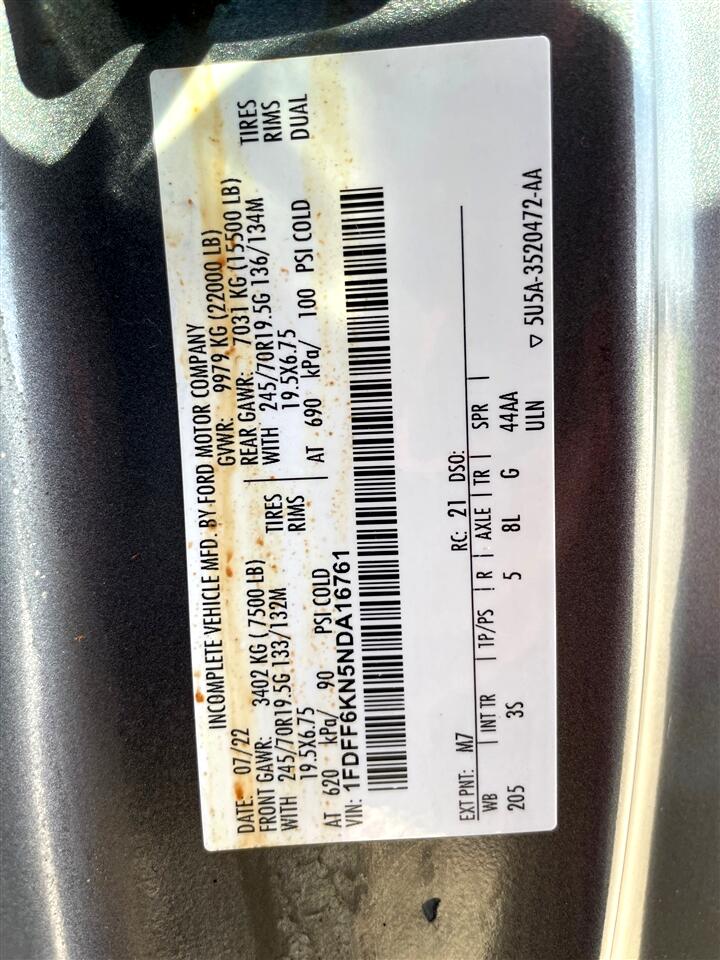 INCOMPLETE VEHICLE MFD. BY FORD MOTOR COMPANY
DATE: 07/22 GVWR: 9979 KG (22000 LB)
FRONT GAWR: 3402 KG ( 7500 LB) REAR GAWR: 7031 KG (15500 LB)
WITH 245/70R19.5G 133/132M TIRES WITH 245/70R19.5G 136/134M TIRES
19.5X6.75 RIMS 19.5X6.75 RIMS
AT 620 kPa/ 90 PSI COLD AT 690 kPa/ 100 PSI COLD DUAL
VIN: 1FDFF6KN5NDA16761
EXT PNT: M7 RC: 21 DSO:
WB INT TR TP/PS R AXLE TR SPR
205 3S 5 8L G 44AA
ULN
▽ 5U5A-3520472-AA